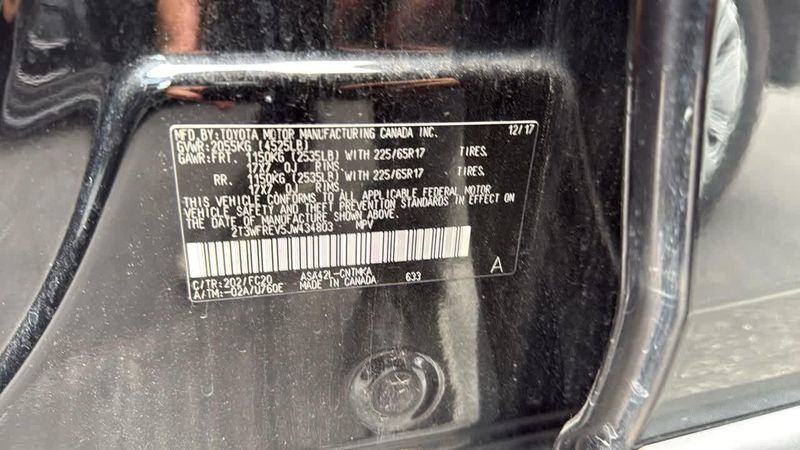 MFD.BY:TOYOTA MOTOR MANUFACTURING CANADA INC. 12/17
GVWR:2055KG (4525LB)
GAWR:FRT. 1150KG (2535LB) WITH 225/65R17 TIRES.
17X7 0J RIMS
RR. 1150KG (2535LB) WITH 225/65R17 TIRES.
17X7 0J RIMS
THIS VEHICLE CONFORMS TO ALL APPLICABLE FEDERAL MOTOR
VEHICLE SAFETY AND THEFT PREVENTION STANDARDS IN EFFECT ON
THE DATE OF MANUFACTURE SHOWN ABOVE.
2T3WFREV5JW434803 MPV
C/TR:202/FC20 ASA42L-CNTMKA 633 A
A/TM:-02A/U760E MADE IN CANADA